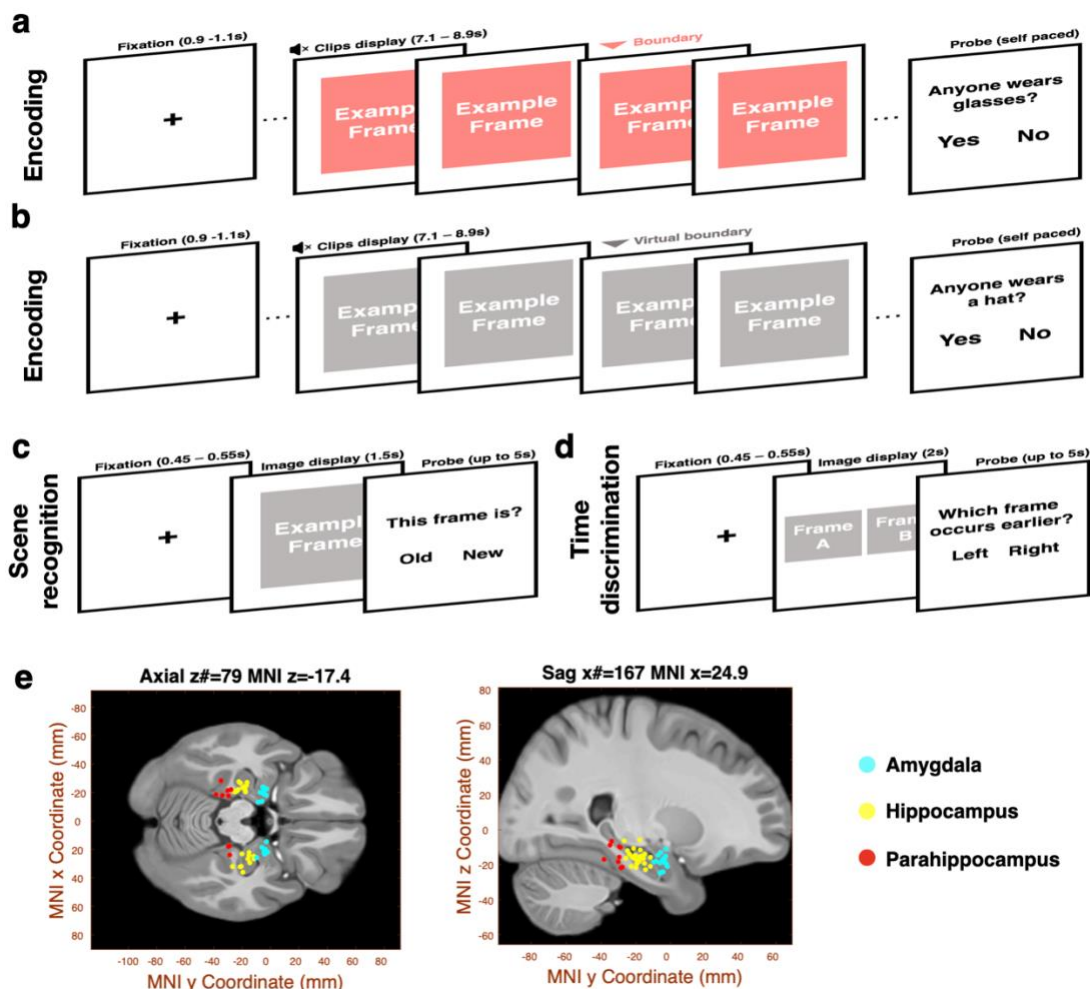 a
Fixation (0.9 -1.1s)
Clips display (7.1 – 8.9s)
Boundary
Probe (self paced)
Encoding
+
Examp
Frame
Example
Frame
Examp
Frame
Example
Frame
Anyone wears
glasses?
Yes No
b
Fixation (0.9 -1.1s)
Clips display (7.1 – 8.9s)
Virtual boundary
Probe (self paced)
Encoding
+
Examp
Frame
Example
Frame
Examp
Frame
Example
Frame
Anyone wears
a hat?
Yes No
c
Scene
recognition
Fixation (0.45 – 0.55s)
Image display (1.5s)
Probe (up to 5s)
+
Exampl
Frame
This frame is?
Old New
d
Time
discrimination
Fixation (0.45 – 0.55s)
Image display (2s)
Probe (up to 5s)
+
Frame
A
Fram
B
Which frame
occurs earlier?
Left Right
e
Axial z#=79 MNI z=-17.4
MNI x Coordinate (mm)
-80
-60
-40
-20
0
20
40
60
80
-100 -80 -60 -40 -20 0 20 40 60 80
MNI y Coordinate (mm)
Sag x#=167 MNI x=24.9
MNI z Coordinate (mm)
80
60
40
20
0
-20
-40
-60
-80 -60 -40 -20 0 20 40 60
MNI y Coordinate (mm)
Amygdala
Hippocampus
Parahippocampus